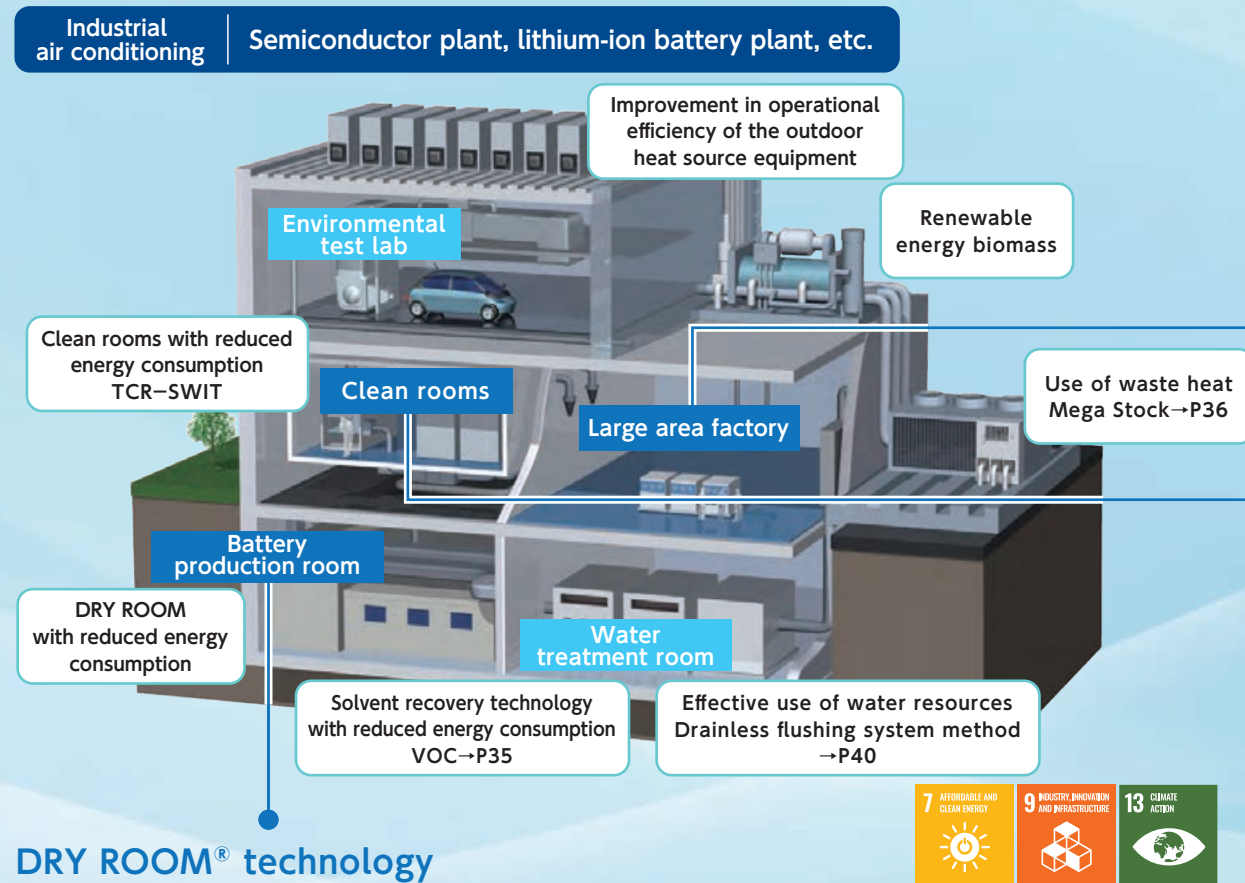 Industrial
air conditioning
Semiconductor plant, lithium-ion battery plant, etc.
Improvement in operational
efficiency of the outdoor
heat source equipment
Environmental
test lab
Renewable
energy biomass
Clean rooms with reduced
energy consumption
TCR–SWIT
Clean rooms
Large area factory
Use of waste heat
Mega Stock→P36
Battery
production room
DRY ROOM
with reduced energy
consumption
Water
treatment room
Solvent recovery technology
with reduced energy consumption
VOC→P35
Effective use of water resources
Drainless flushing system method
→P40
7 AFFORDABLE AND
CLEAN ENERGY
9 INDUSTRY, INNOVATION
AND INFRASTRUCTURE
13 CLIMATE
ACTION
DRY ROOM® technology